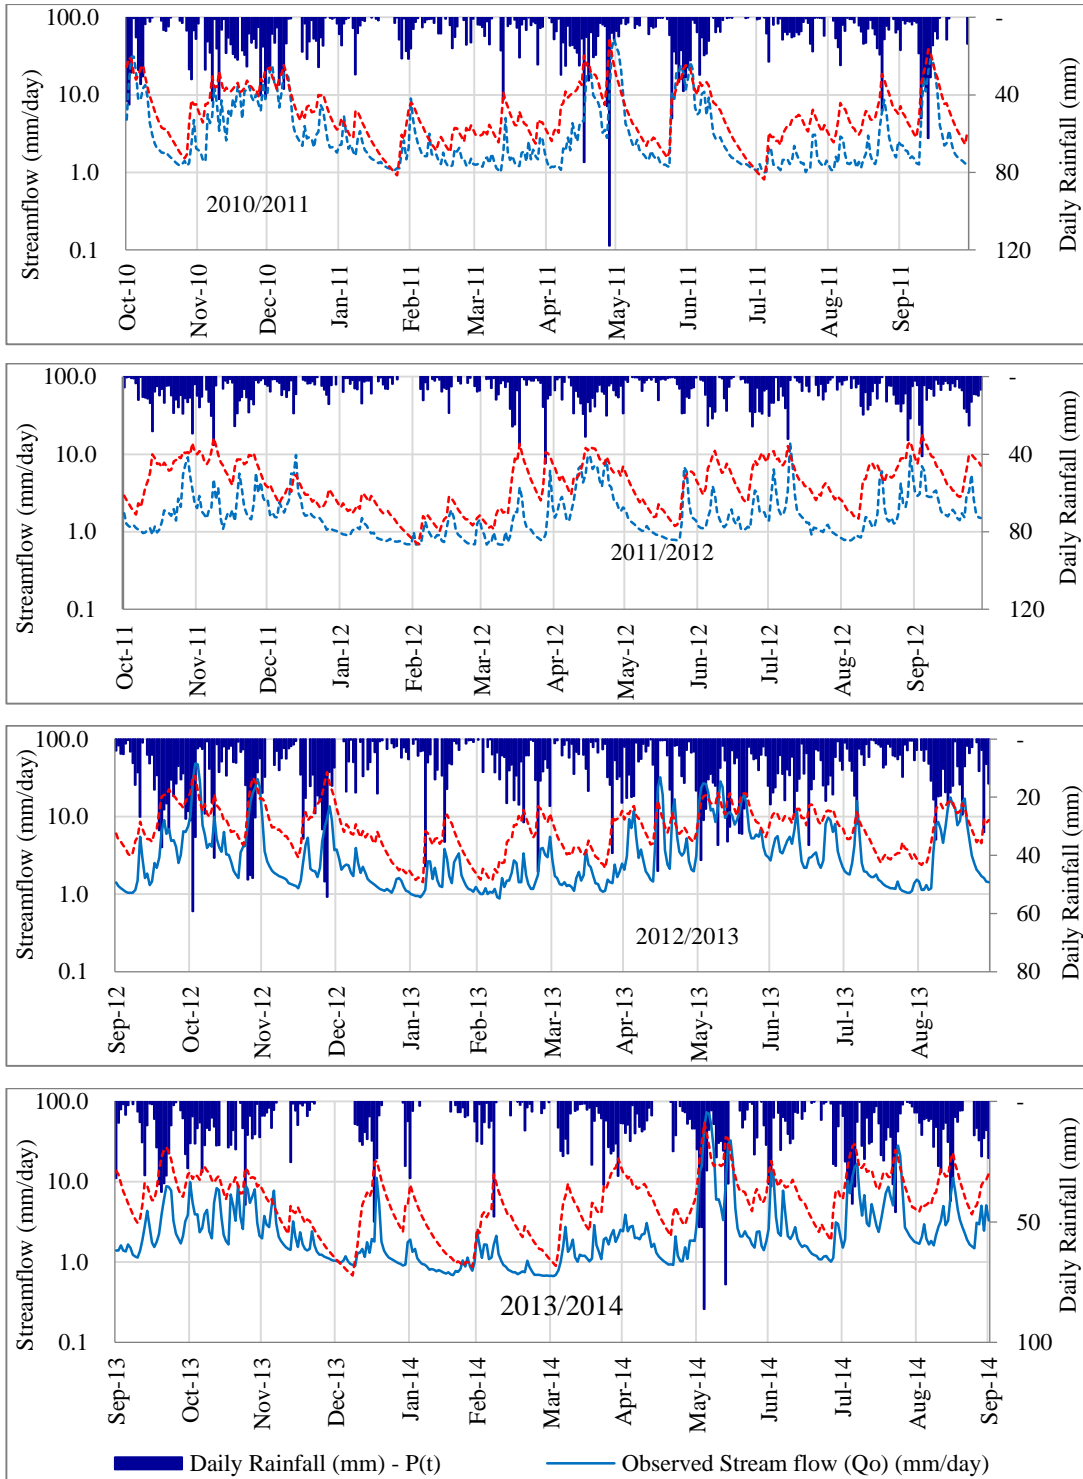 100.0
10.0
1.0
0.1
Streamflow (mm/day)
-
40
80
120
Daily Rainfall (mm)
2010/2011
Oct-10
Nov-10
Dec-10
Jan-11
Feb-11
Mar-11
Apr-11
May-11
Jun-11
Jul-11
Aug-11
Sep-11
100.0
10.0
1.0
0.1
Streamflow (mm/day)
-
40
80
120
Daily Rainfall (mm)
2011/2012
Oct-11
Nov-11
Dec-11
Jan-12
Feb-12
Mar-12
Apr-12
May-12
Jun-12
Jul-12
Aug-12
Sep-12
100.0
10.0
1.0
0.1
Streamflow (mm/day)
-
20
40
60
80
Daily Rainfall (mm)
2012/2013
Sep-12
Oct-12
Nov-12
Dec-12
Jan-13
Feb-13
Mar-13
Apr-13
May-13
Jun-13
Jul-13
Aug-13
100.0
10.0
1.0
0.1
Streamflow (mm/day)
-
50
100
Daily Rainfall (mm)
2013/2014
Sep-13
Oct-13
Nov-13
Dec-13
Jan-14
Feb-14
Mar-14
Apr-14
May-14
Jun-14
Jul-14
Aug-14
Sep-14
Daily Rainfall (mm) - P(t)
Observed Stream flow (Qo) (mm/day)